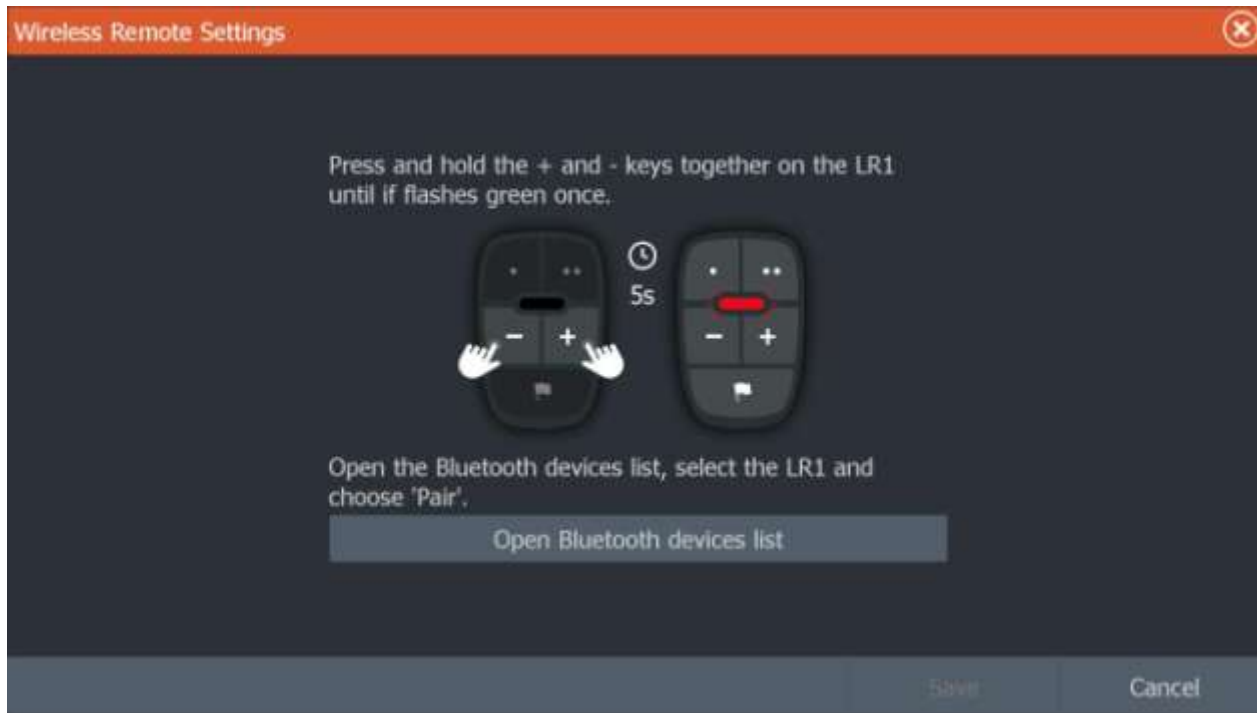 Wireless Remote Settings
Press and hold the + and - keys together on the LR1
until if flashes green once.
5s
- +
- +
Open the Bluetooth devices list, select the LR1 and
choose 'Pair'.
Open Bluetooth devices list
Save Cancel